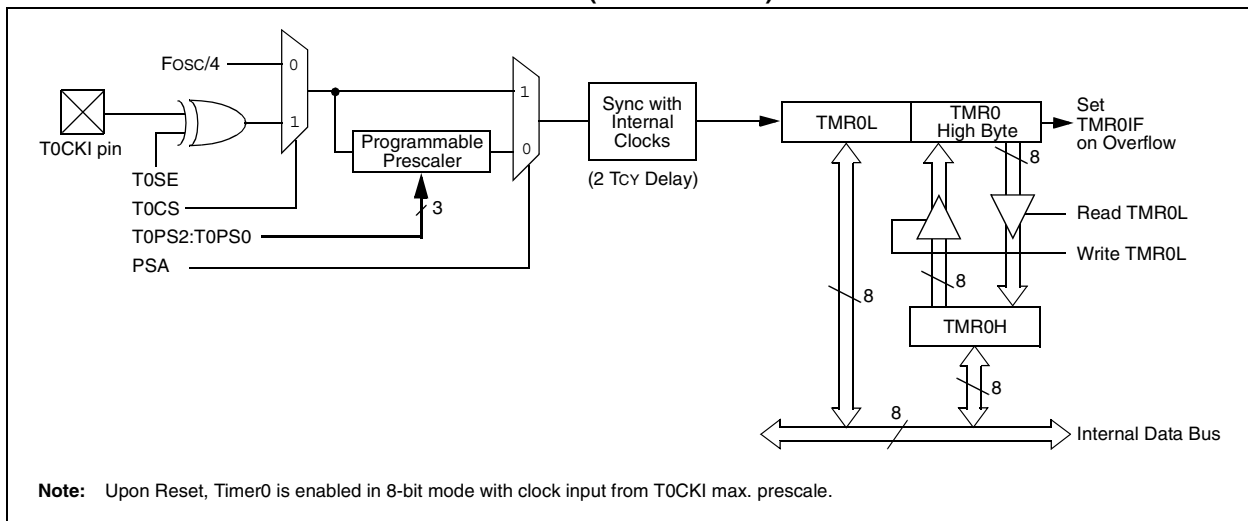 FOSC/4
0
1
T0CKI pin
T0SE
T0CS
T0PS2:T0PS0
PSA
Programmable
Prescaler
3
1
0
Sync with
Internal
Clocks
(2 TCY Delay)
TMR0L
TMR0
High Byte
Set
TMR0IF
on Overflow
8
Read TMR0L
Write TMR0L
8
8
TMR0H
8
8
Internal Data Bus
Note: Upon Reset, Timer0 is enabled in 8-bit mode with clock input from T0CKI max. prescale.